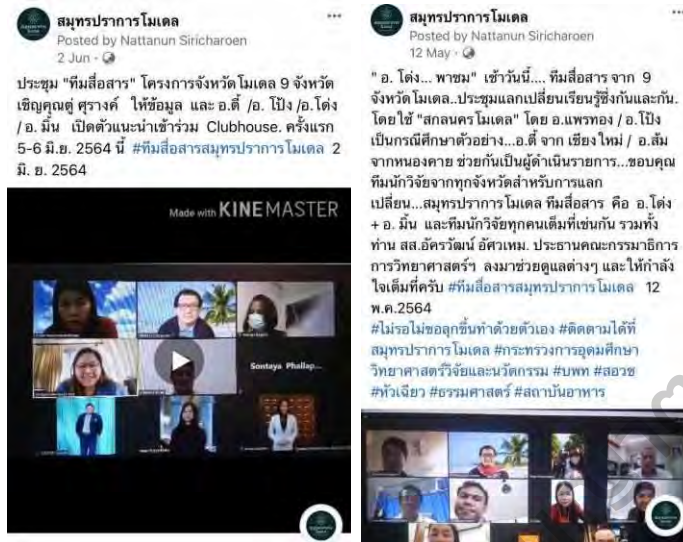 สมุทรปราการโมเดล
Posted by Nattanun Siricharoen
2 Jun
ประชุม "ทีมสื่อสาร" โครงการจังหวัดโมเดล 9 จังหวัด
เชิญคุณตู่ ศุรางค์ ให้ข้อมูล และ อ.ตี้ /อ. โป้ง /อ.โต่ง
/ อ. มิ้น เปิดตัวแนะนำเข้าร่วม Clubhouse. ครั้งแรก
5-6 มิ.ย. 2564 นี้ #ทีมสื่อสารสมุทรปราการโมเดล 2
มิ. ย. 2564
Made with KINEMASTER
Sontaya Phallap...
สมุทรปราการโมเดล
Posted by Nattanun Siricharoen
12 May
" อ. โต่ง... พาชม" เช้าวันนี้.... ทีมสื่อสาร จาก 9
จังหวัดโมเดล..ประชุมแลกเปลี่ยนเรียนรู้ซึ่งกันและกัน.
โดยใช้ "สกลนครโมเดล" โดย อ.แพรทอง / อ.โป้ง
เป็นกรณีศึกษาตัวอย่าง...อ.ตี้ จาก เชียงใหม่ / อ.ส้ม
จากหนองคาย ช่วยกันเป็นผู้ดำเนินรายการ...ขอบคุณ
ทีมนักวิจัยจากทุกจังหวัดสำหรับการแลก
เปลี่ยน...สมุทรปราการโมเดล ทีมสื่อสาร คือ อ.โต่ง
+ อ. มิ้น และทีมนักวิจัยทุกคนเต็มที่เช่นกัน รวมทั้ง
ท่าน สส.อัครวัฒน์ อัศวเหม. ประธานคณะกรรมาธิการ
การวิทยาศาสตร์ฯ ลงมาช่วยดูแลต่างๆ และให้กำลัง
ใจเต็มที่ครับ #ทีมสื่อสารสมุทรปราการโมเดล 12
พ.ค.2564
#ไม่รอไม่ขอลุกขึ้นทำด้วยตัวเอง #ติดตามได้ที่
สมุทรปราการโมเดล #กระทรวงการอุดมศึกษา
วิทยาศาสตร์วิจัยและนวัตกรรม #บพท #สอวช
#หัวเฉียว #ธรรมศาสตร์ #สถาบันอาหาร